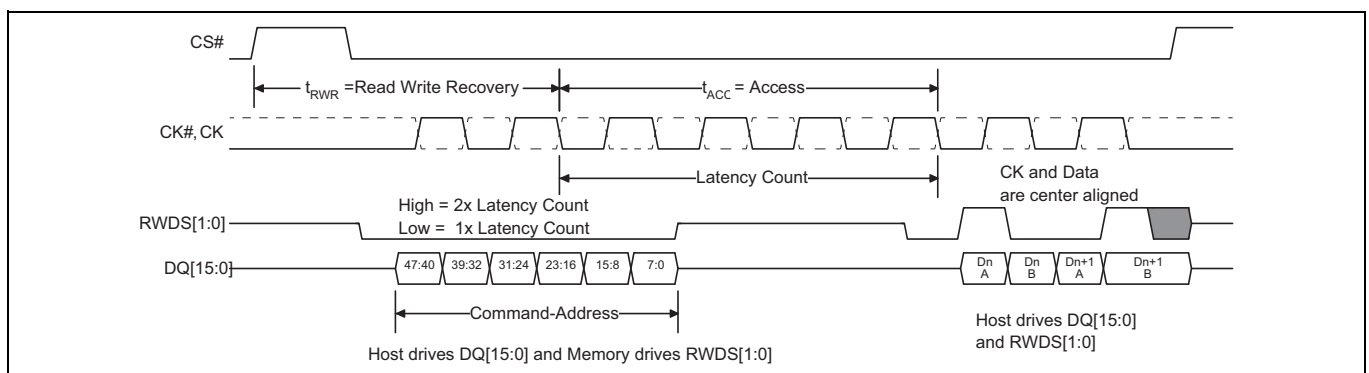 CS#
tRWR =Read Write Recovery
tACC = Access
CK#, CK
Latency Count
CK and Data
are center aligned
High = 2x Latency Count
Low = 1x Latency Count
RWDS[1:0]
DQ[15:0]
47:40 39:32 31:24 23:16 15:8 7:0
Dn
A
Dn
B
Dn+1
A
Dn+1
B
Command-Address
Host drives DQ[15:0]
and RWDS[1:0]
Host drives DQ[15:0] and Memory drives RWDS[1:0]